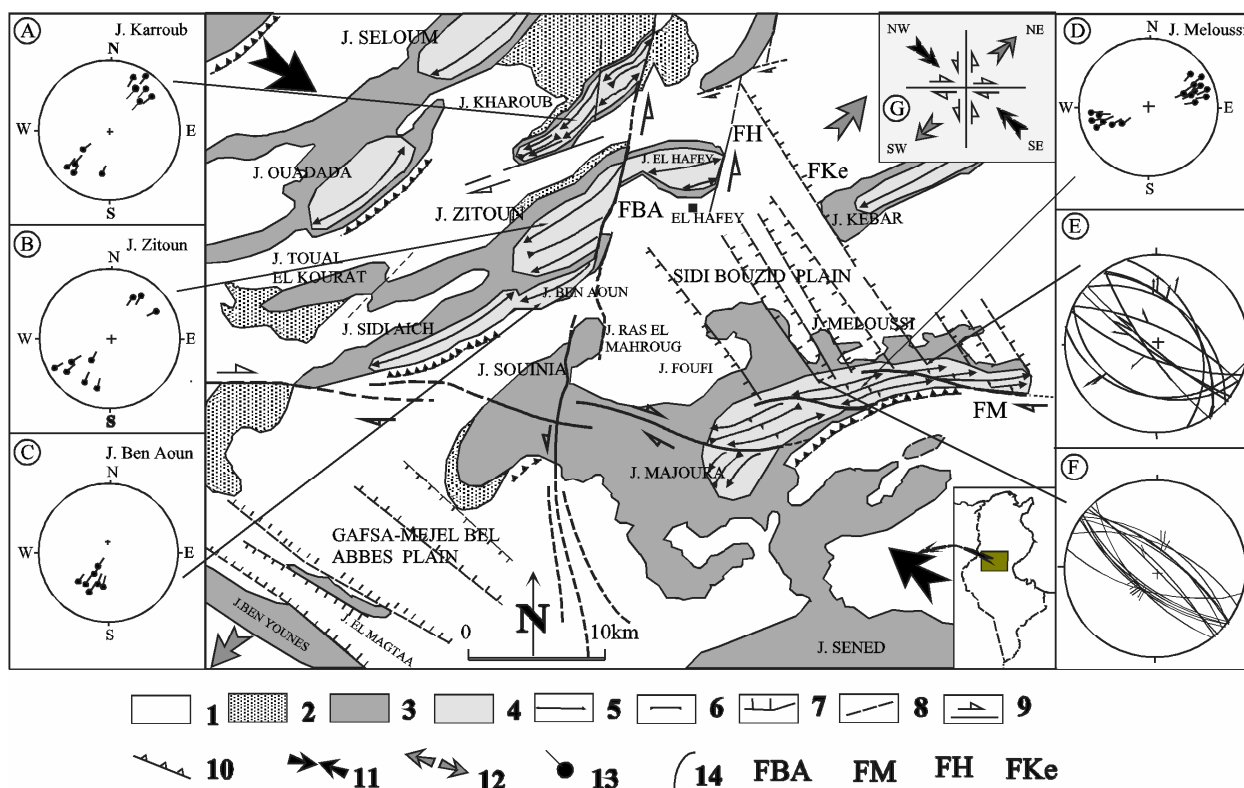 A
J. Karroub
N
W
E
S
B
J. Zitoun
N
W
E
S
C
J. Ben Aoun
N
W
E
S
J. SELOUM
J. KHAROUB
J. OUADADA
J. ZITOUN
J. TOUAL
EL KOURAT
J. SIDI AICH
J. BEN AOUN
J. EL HAFEY
EL HAFEY
FBA
FH
FKe
J. KEBAR
SIDI BOUZID PLAIN
J. RAS EL
MAHROUG
J. SOUINIA
J. FOUFI
J. MELOUSSI
FM
J. MAJOURA
GAFSA-MEJEL BEL
ABBES PLAIN
J.BEN YOUNES
J. EL MAGTAA
N
0
10km
J. SENED
G
NW
NE
SW
SE
D
J. Meloussi
N
W
E
S
E
F
1
2
3
4
5
6
7
8
9
10
11
12
13
14
FBA
FM
FH
FKe